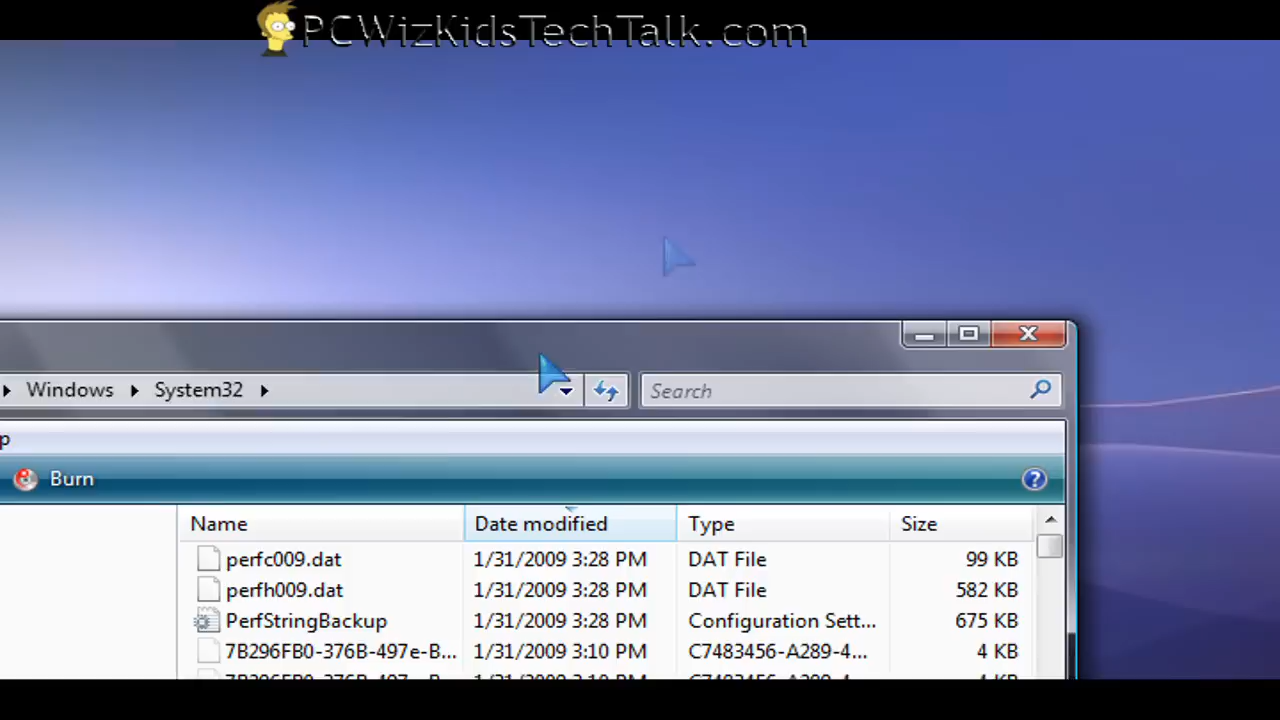 PCWizKidsTechTalk.com
Windows System32
Search
p
Burn
Name Date modified Type Size
perfc009.dat 1/31/2009 3:28 PM DAT File 99 KB
perfh009.dat 1/31/2009 3:28 PM DAT File 582 KB
PerfStringBackup 1/31/2009 3:28 PM Configuration Sett... 675 KB
7B296FB0-376B-497e-B... 1/31/2009 3:10 PM C7483456-A289-4... 4 KB